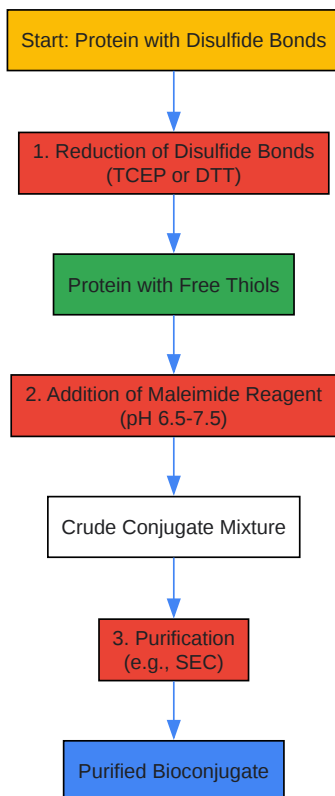 Start: Protein with Disulfide Bonds
1. Reduction of Disulfide Bonds
(TCEP or DTT)
Protein with Free Thiols
2. Addition of Maleimide Reagent
(pH 6.5-7.5)
Crude Conjugate Mixture
3. Purification
(e.g., SEC)
Purified Bioconjugate